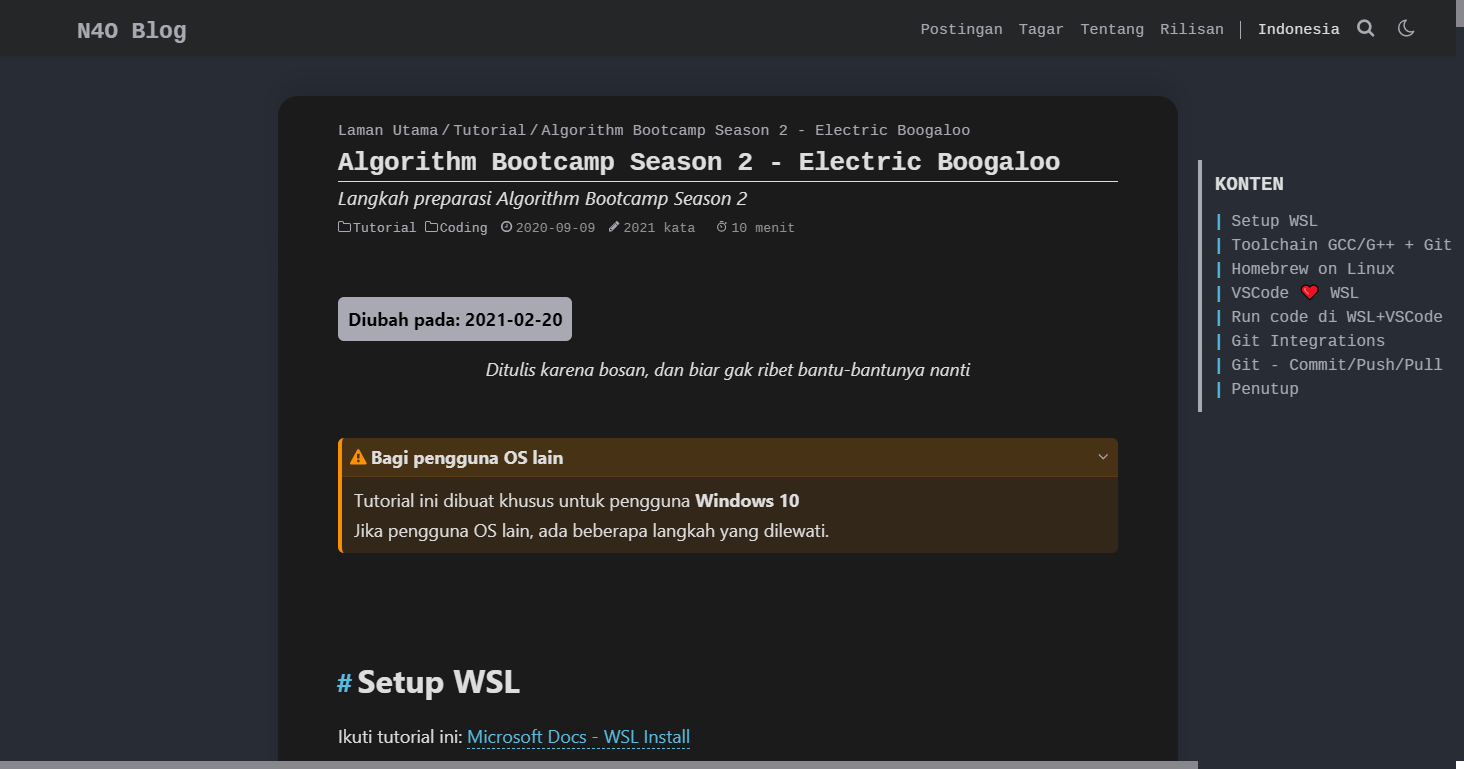 N4O Blog
Postingan Tagar Tentang Rilisan | Indonesia
Laman Utama / Tutorial / Algorithm Bootcamp Season 2 - Electric Boogaloo
Algorithm Bootcamp Season 2 - Electric Boogaloo
Langkah preparasi Algorithm Bootcamp Season 2
Tutorial Coding 2020-09-09 2021 kata 10 menit
Diubah pada: 2021-02-20
Ditulis karena bosan, dan biar gak ribet bantu-bantunya nanti
Bagi pengguna OS lain
Tutorial ini dibuat khusus untuk pengguna Windows 10
Jika pengguna OS lain, ada beberapa langkah yang dilewati.
# Setup WSL
Ikuti tutorial ini: Microsoft Docs - WSL Install
KONTEN
| Setup WSL
| Toolchain GCC/G++ + Git
| Homebrew on Linux
| VSCode ❤️ WSL
| Run code di WSL+VSCode
| Git Integrations
| Git - Commit/Push/Pull
| Penutup